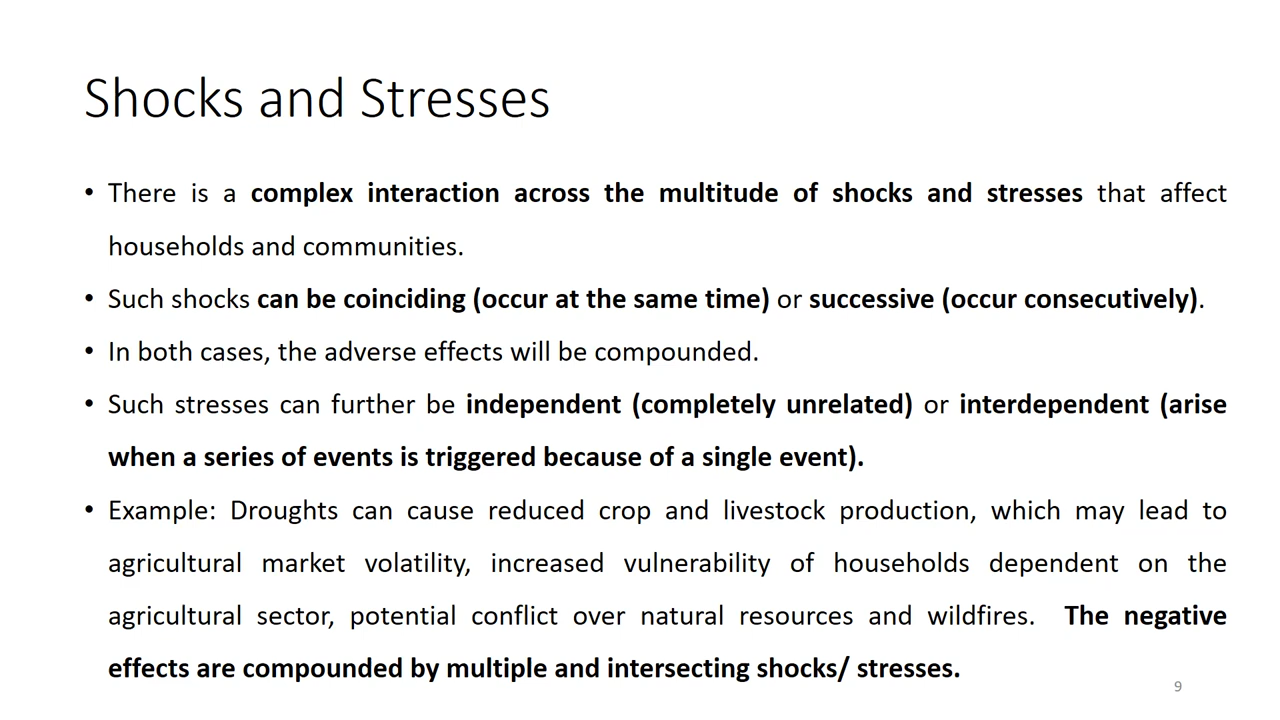 Shocks and Stresses
• There is a complex interaction across the multitude of shocks and stresses that affect
households and communities.
• Such shocks can be coinciding (occur at the same time) or successive (occur consecutively).
• In both cases, the adverse effects will be compounded.
• Such stresses can further be independent (completely unrelated) or interdependent (arise
when a series of events is triggered because of a single event).
• Example: Droughts can cause reduced crop and livestock production, which may lead to
agricultural market volatility, increased vulnerability of households dependent on the
agricultural sector, potential conflict over natural resources and wildfires. The negative
effects are compounded by multiple and intersecting shocks/ stresses.
9